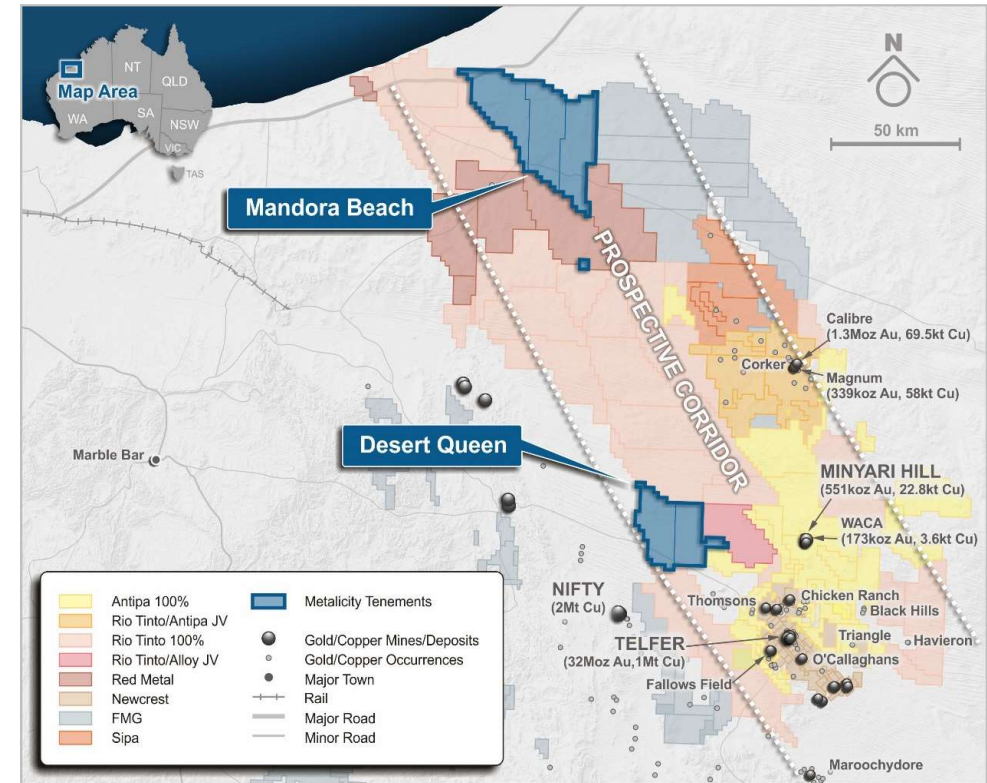 NT
QLD
Map Area
WA
SA
NSW
VIC
TAS
N
50 km
Mandora Beach
PROSPECTIVE CORRIDOR
Calibre
(1.3Moz Au, 69.5kt Cu)
Corker
Magnum
(339koz Au, 58kt Cu)
Desert Queen
Marble Bar
MINYARI HILL
(551koz Au, 22.8kt Cu)
WACA
(173koz Au, 3.6kt Cu)
NIFTY
(2Mt Cu)
Thomsons
Chicken Ranch
Black Hills
TELFER
(32Moz Au,1Mt Cu)
Triangle
Havieron
O'Callaghans
Fallows Field
Maroochydore
Antipa 100%
Rio Tinto/Antipa JV
Rio Tinto 100%
Rio Tinto/Alloy JV
Red Metal
Newcrest
FMG
Sipa
Metalicity Tenements
Gold/Copper Mines/Deposits
Gold/Copper Occurrences
Major Town
Rail
Major Road
Minor Road